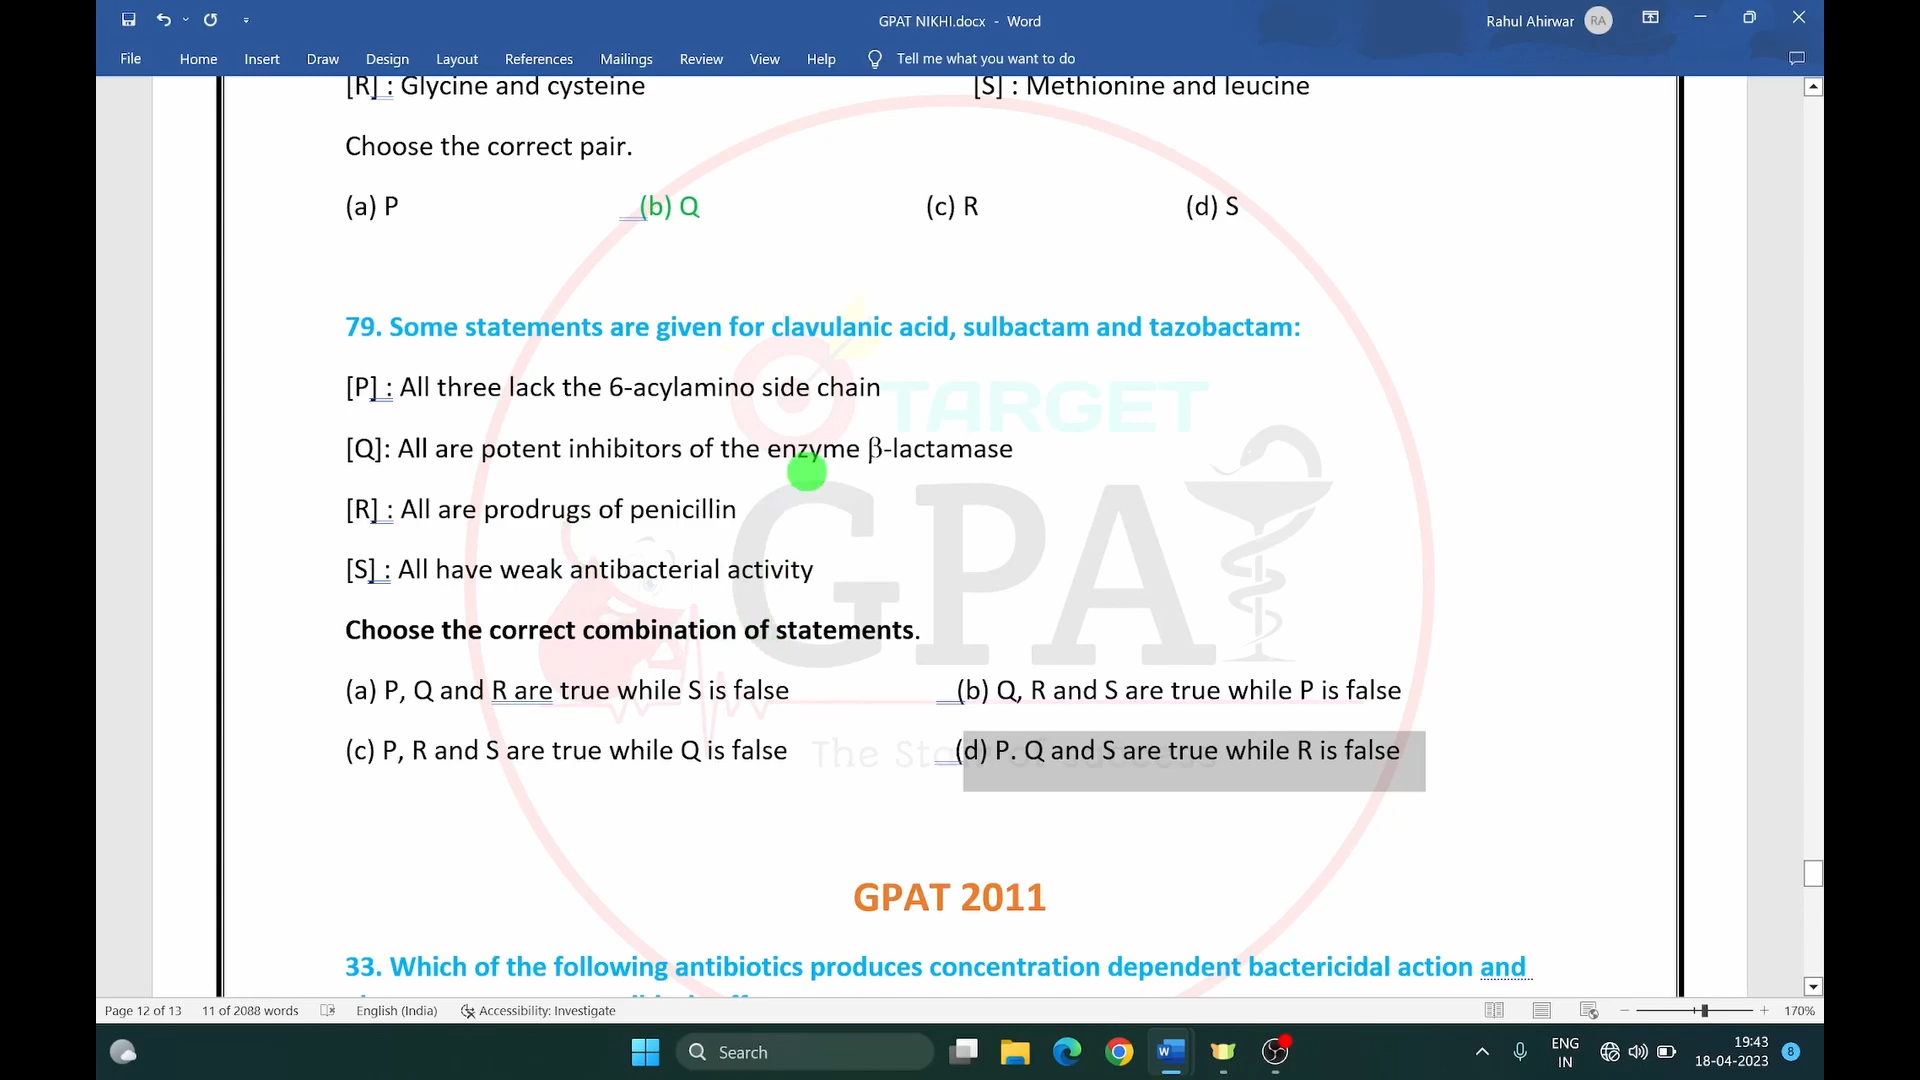 GPAT NIKHI.docx - Word
Rahul Ahirwar RA
File Home Insert Draw Design Layout References Mailings Review View Help Tell me what you want to do
[R] : Glycine and cysteine [S] : Methionine and leucine
Choose the correct pair.
(a) P (b) Q (c) R (d) S
79. Some statements are given for clavulanic acid, sulbactam and tazobactam:
[P] : All three lack the 6-acylamino side chain
TARGET
[Q]: All are potent inhibitors of the enzyme β-lactamase
[R] : All are prodrugs of penicillin
GPAT
[S] : All have weak antibacterial activity
Choose the correct combination of statements.
(a) P, Q and R are true while S is false (b) Q, R and S are true while P is false
(c) P, R and S are true while Q is false (d) P. Q and S are true while R is false
GPAT 2011
33. Which of the following antibiotics produces concentration dependent bactericidal action and
Page 12 of 13 11 of 2088 words English (India) Accessibility: Investigate 170%
Search ENG 19:43
IN 18-04-2023 8